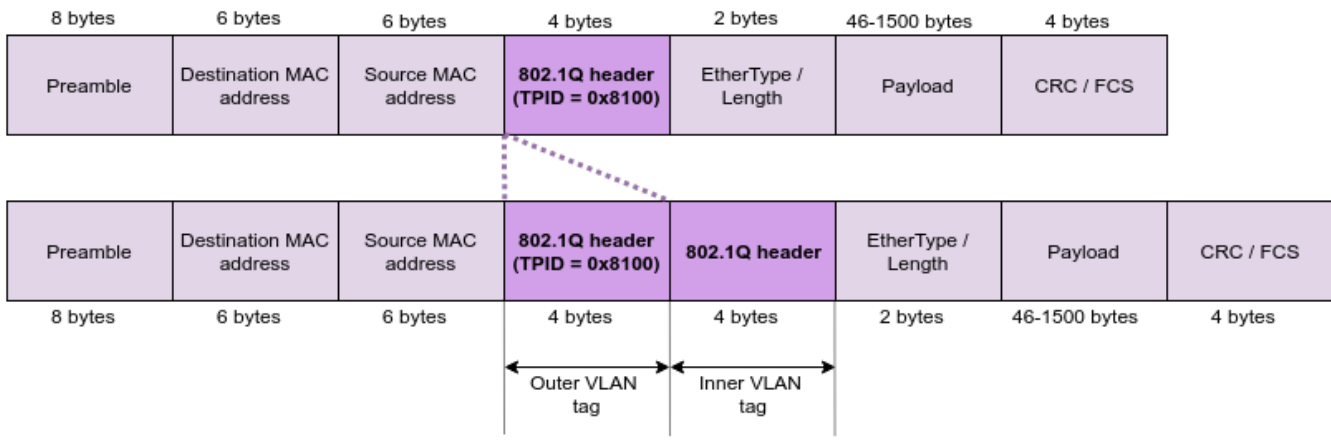 8 bytes 6 bytes 6 bytes 4 bytes 2 bytes 46-1500 bytes 4 bytes
Preamble
Destination MAC
address
Source MAC
address
802.1Q header
(TPID = 0x8100)
EtherType /
Length
Payload
CRC / FCS
Preamble
Destination MAC
address
Source MAC
address
802.1Q header
(TPID = 0x8100)
802.1Q header
EtherType /
Length
Payload
CRC / FCS
8 bytes 6 bytes 6 bytes 4 bytes 4 bytes 2 bytes 46-1500 bytes 4 bytes
Outer VLAN
tag
Inner VLAN
tag